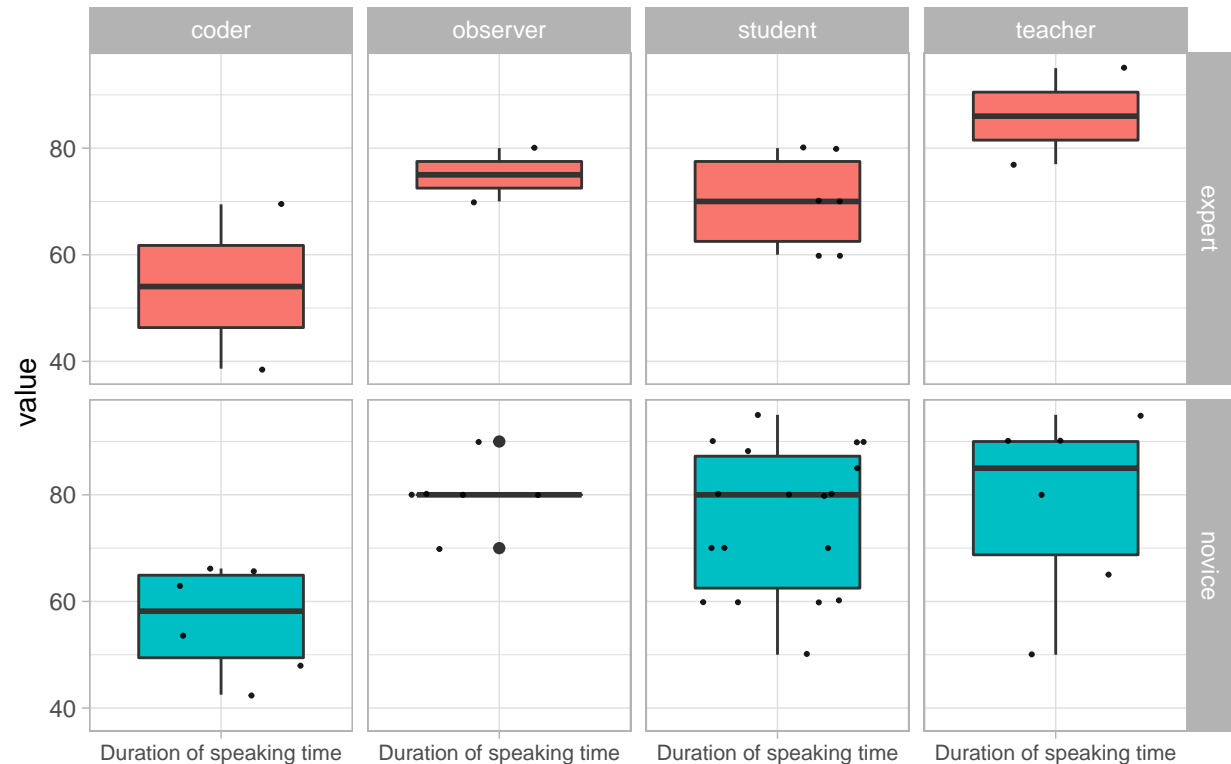 coder
observer
student
teacher
80
60
40
expert
value
80
60
40
novice
Duration of speaking time
Duration of speaking time
Duration of speaking time
Duration of speaking time